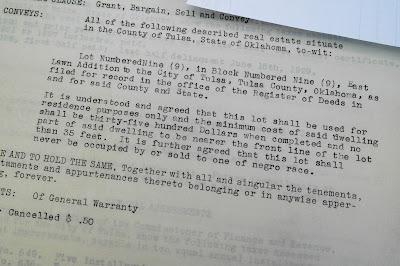 CLAUSE: Grant, Bargain, Sell and Convey
CONVEYS: All of the following described real estate situate
in the County of Tulsa, State of Oklahoma, to-wit:
Lot NumberedNine (9), in Block Numbered Nine (9), East
Lawn Addition to the City of Tulsa, Tulsa County, Oklahoma, as
filed for record in the office of the Register of Deeds in
and for said County and State.
It is understood and agreed that this lot shall be used for
residence purposes only and the minimum cost of said dwelling
shall be thirty-five hundred Dollars when completed and no
part of said dwelling to be nearer the front line of the lot
than 35 feet. It is further agreed that this lot shall
never be occupied by or sold to one of negro race.
E AND TO HOLD THE SAME, Together with all and singular the tenements,
taments and appurtenances thereto belonging or in anywise apper-
g, forever.
TS: Of General Warranty
Cancelled $ .50